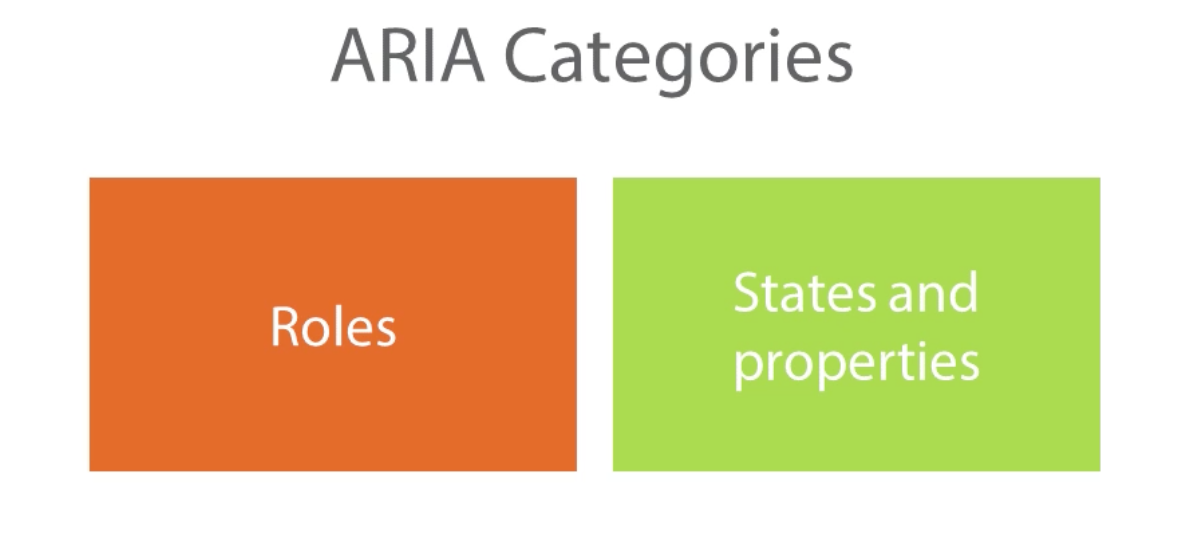 ARIA Categories
Roles
States and
properties